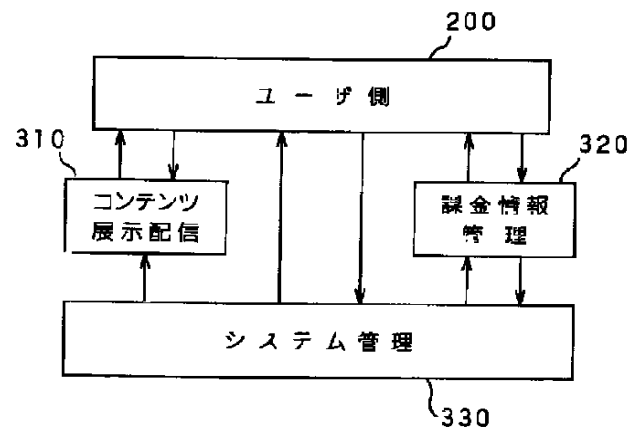 200
ユーザ側
310
コンテンツ
展示配信
320
課金情報
管理
システム管理
330